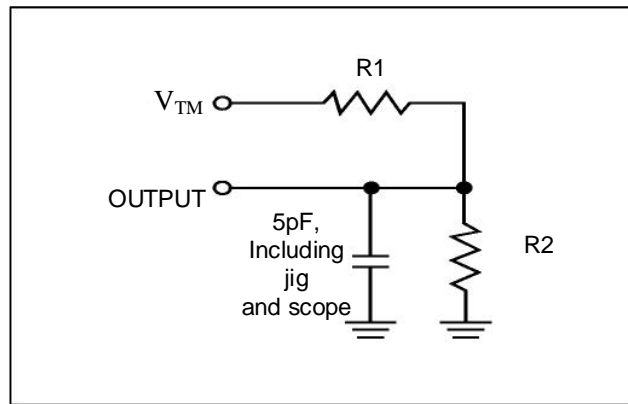 R1
V_TM
OUTPUT
5pF,
Including
jig
and scope
R2